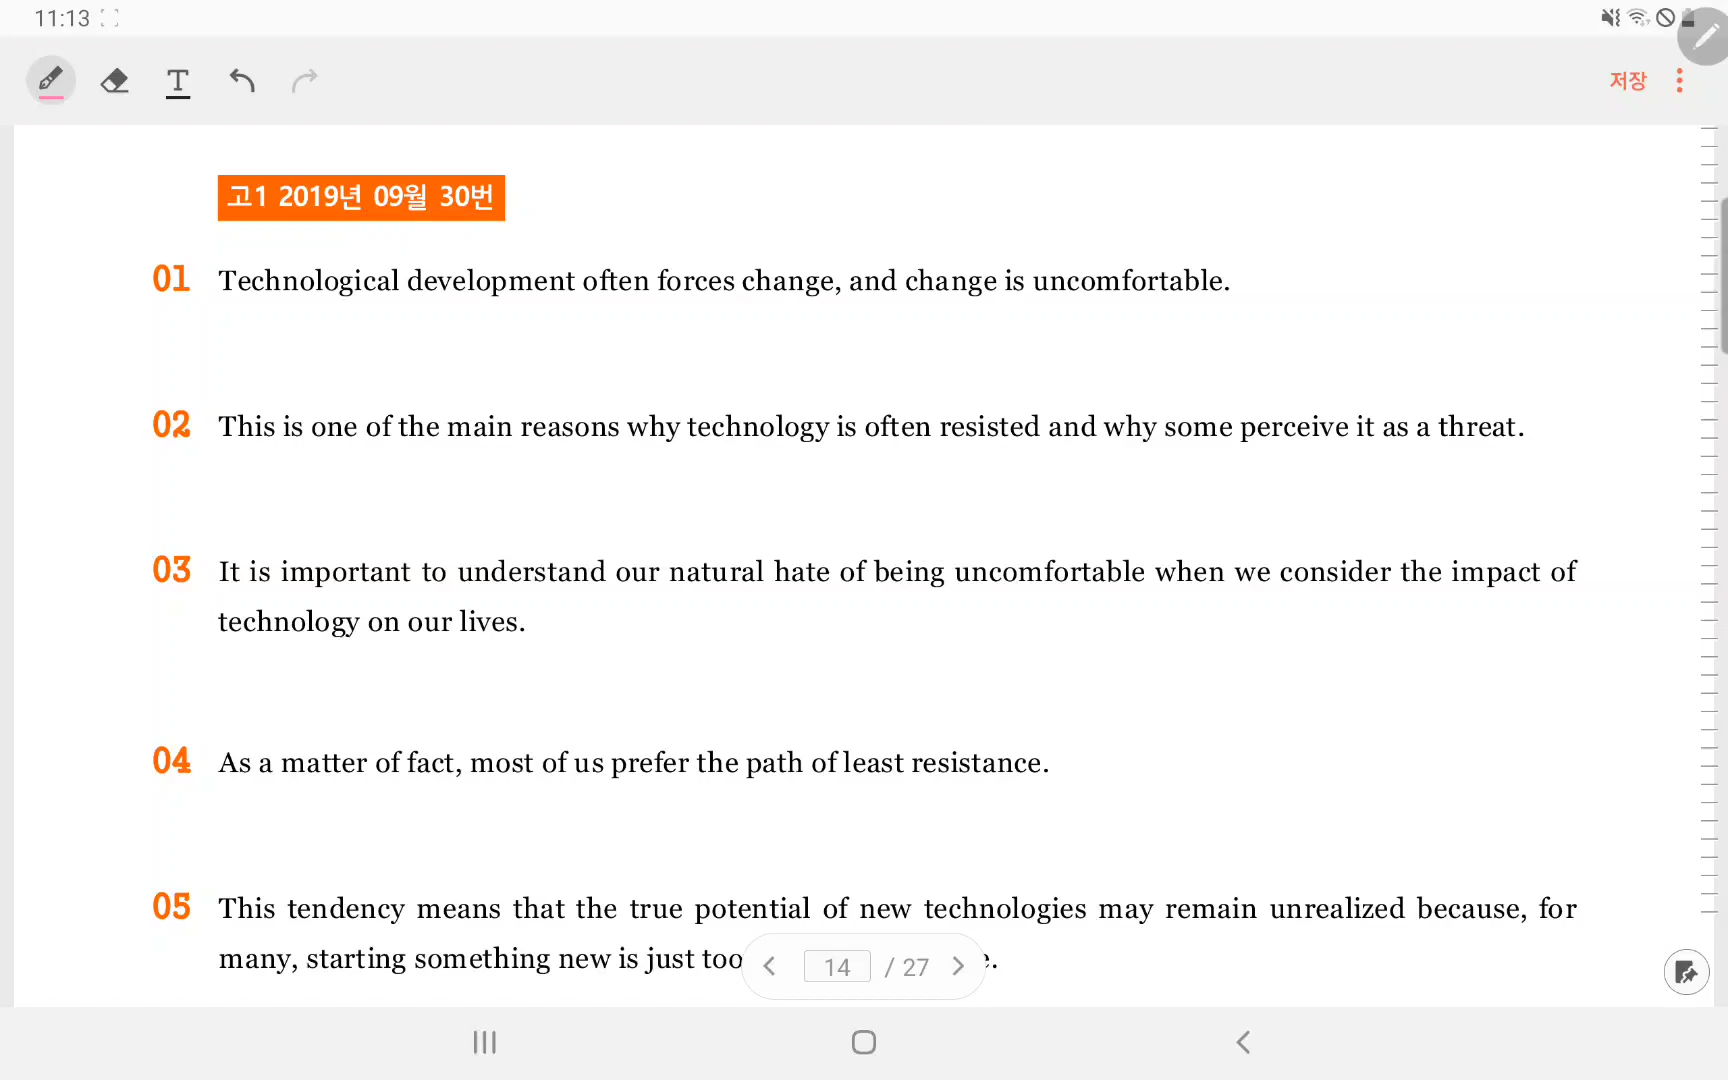 11:13
저장
고1 2019년 09월 30번
01 Technological development often forces change, and change is uncomfortable.
02 This is one of the main reasons why technology is often resisted and why some perceive it as a threat.
03 It is important to understand our natural hate of being uncomfortable when we consider the impact of
technology on our lives.
04 As a matter of fact, most of us prefer the path of least resistance.
05 This tendency means that the true potential of new technologies may remain unrealized because, for
many, starting something new is just too
14 / 27